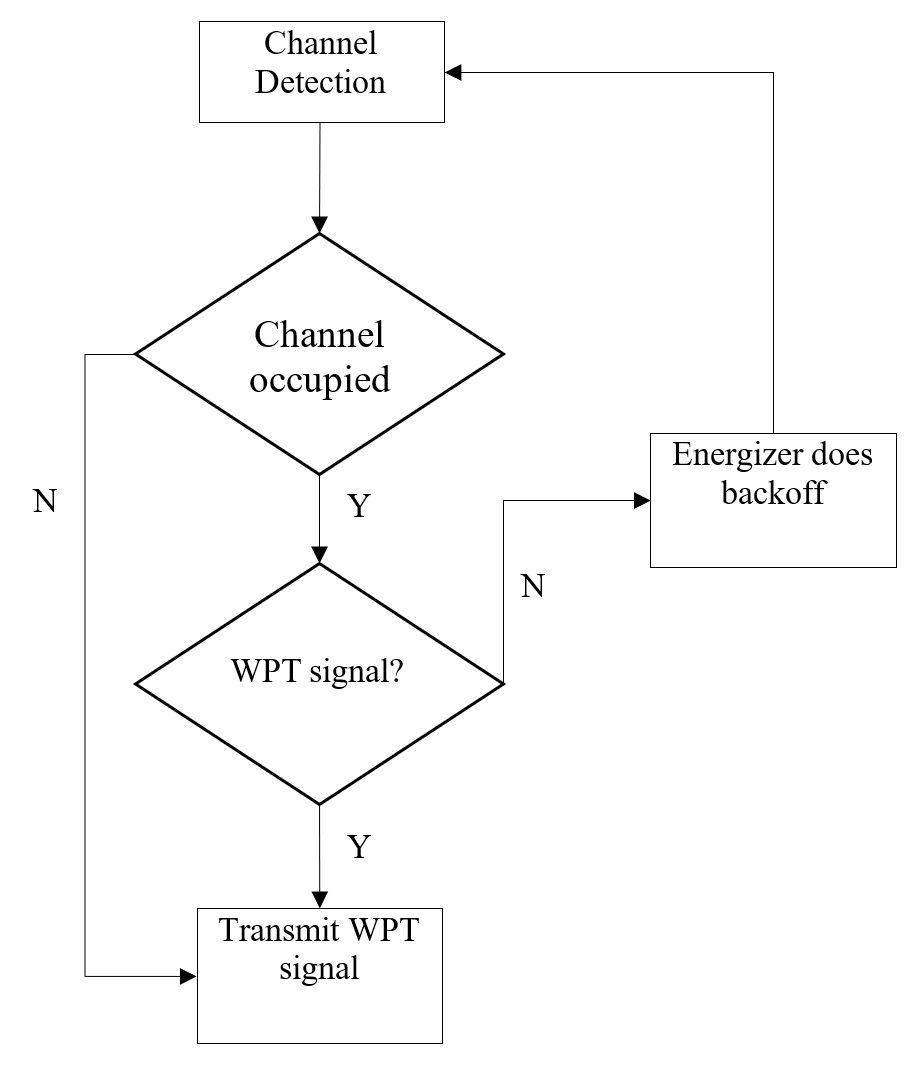 Channel
Detection
Channel
occupied
N
Y
Energizer does
backoff
N
WPT signal?
Y
Transmit WPT
signal